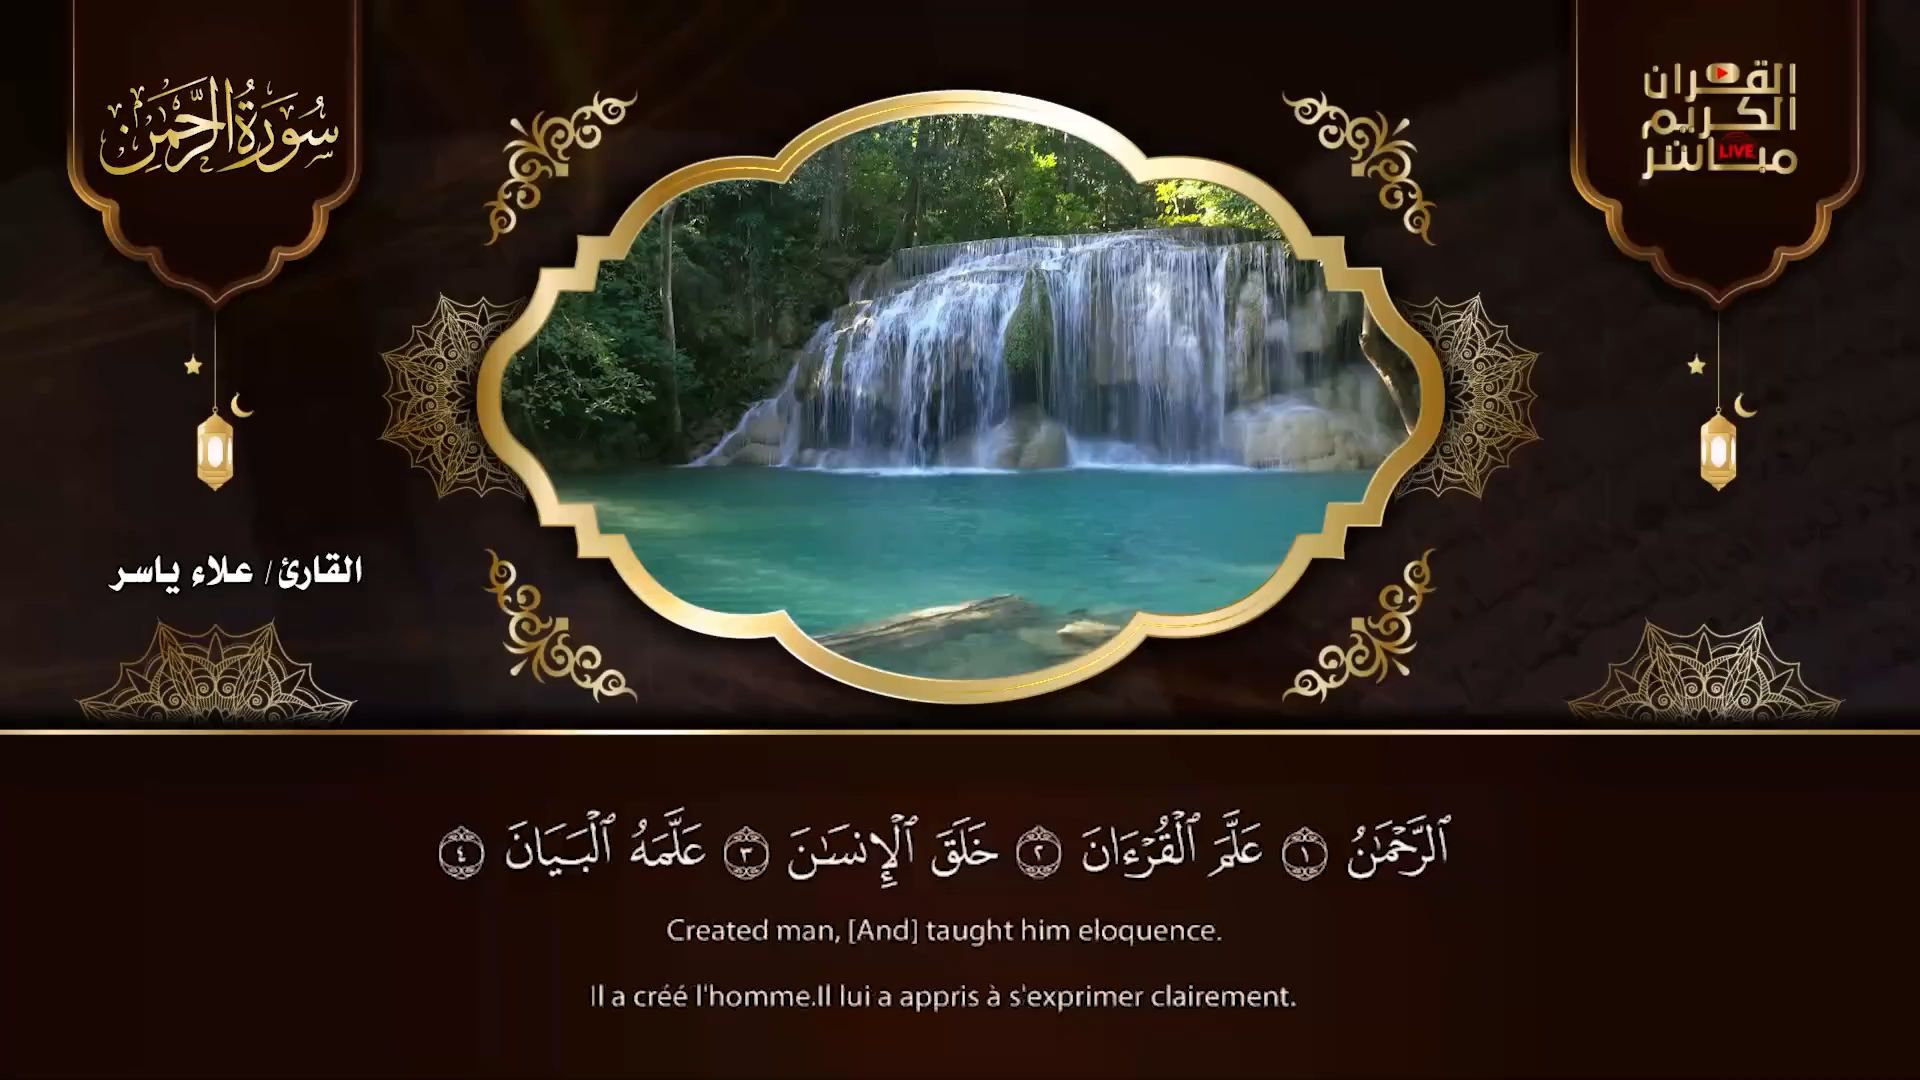 سُورَةُ الرَّحْمَٰنِ
القرآن
الكريم
مباشر
LIVE
القارئ / علاء ياسر
ٱلرَّحْمَٰنُ ١ عَلَّمَ ٱلْقُرْءَانَ ٢ خَلَقَ ٱلْإِنسَٰنَ ٣ عَلَّمَهُ ٱلْبَيَانَ ٤
Created man, [And] taught him eloquence.
Il a créé l'homme.Il lui a appris à s'exprimer clairement.